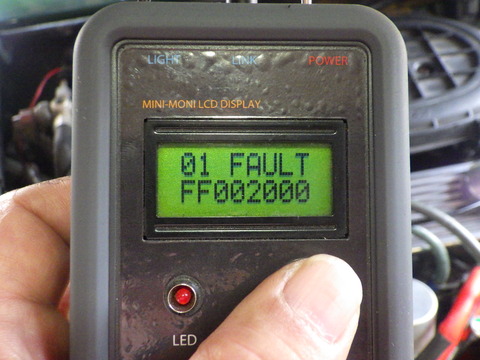 LIGHT LINK POWER
MINI-MONI LCD DISPLAY
01 FAULT
FF002000
LED